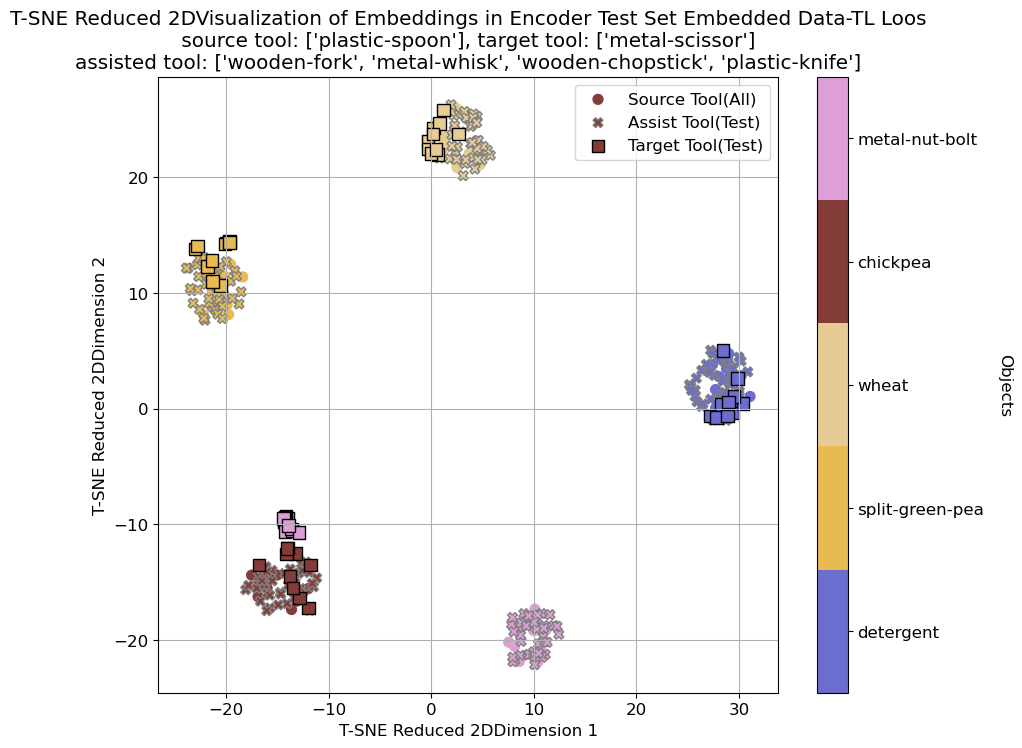 T-SNE Reduced 2DVisualization of Embeddings in Encoder Test Set Embedded Data-TL Loos
source tool: ['plastic-spoon'], target tool: ['metal-scissor']
assisted tool: ['wooden-fork', 'metal-whisk', 'wooden-chopstick', 'plastic-knife']
Source Tool(All)
Assist Tool(Test)
Target Tool(Test)
T-SNE Reduced 2DDimension 2
20
10
0
−10
−20
−20
−10
0
10
20
30
T-SNE Reduced 2DDimension 1
metal-nut-bolt
chickpea
wheat
split-green-pea
detergent
Objects